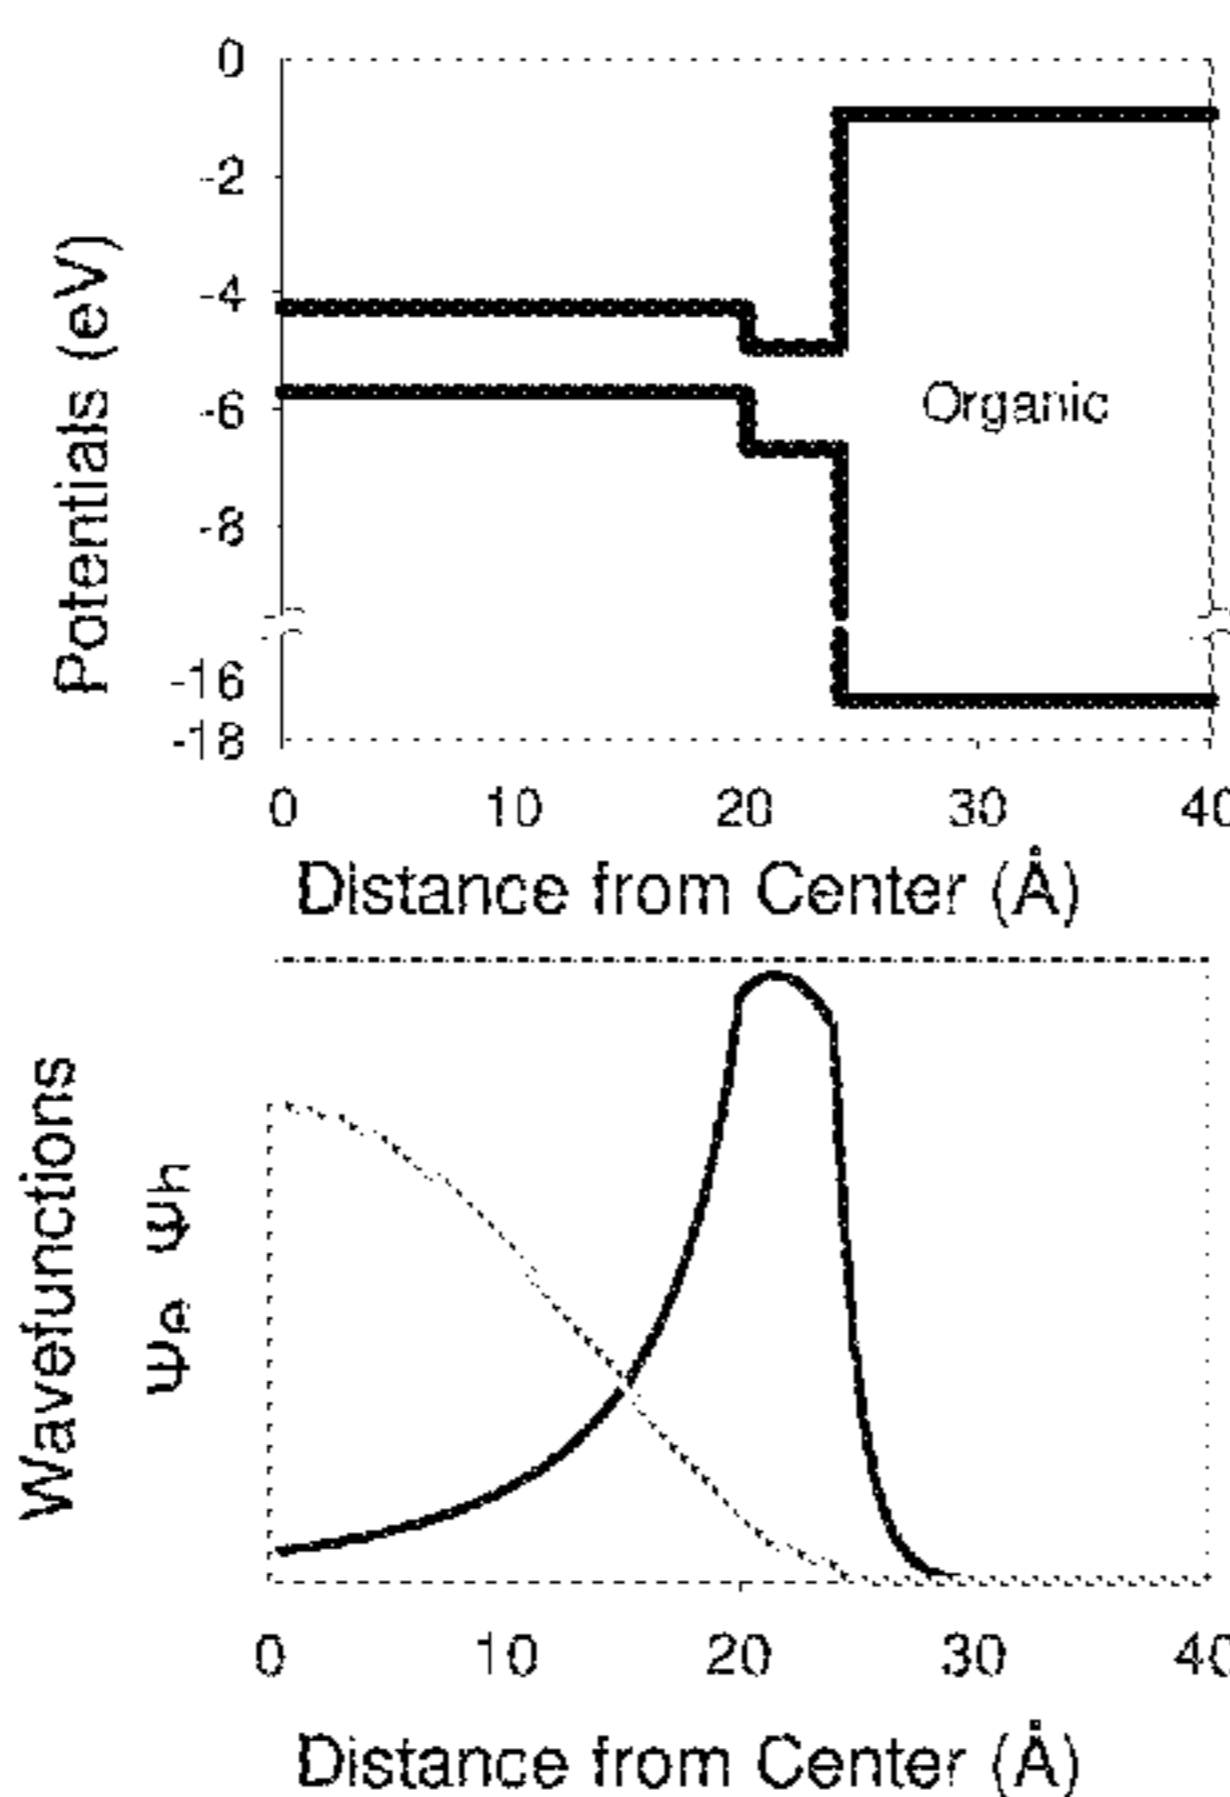 0
-2
-4
-6
-8
-16
-18
Potentials (eV)
Organic
0 10 20 30 40
Distance from Center (Å)
Wavefunctions
Ψe Ψh
0 10 20 30 40
Distance from Center (Å)